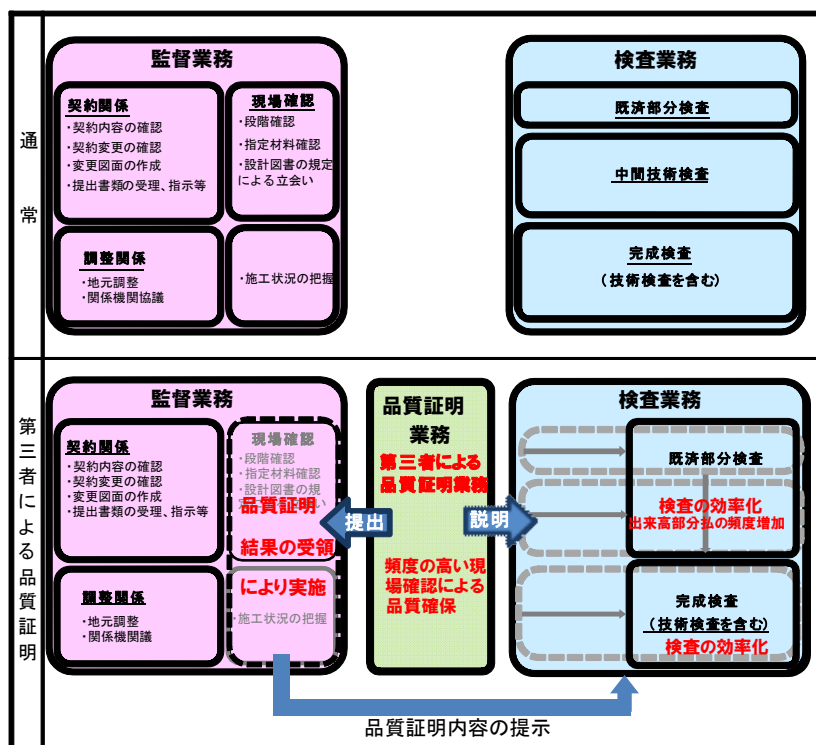 通常
監督業務
契約関係
・契約内容の確認
・契約変更の確認
・変更図面の作成
・提出書類の受理、指示等
現場確認
・段階確認
・指定材料確認
・設計図書の規定
による立会い
調整関係
・地元調整
・関係機関協議
・施工状況の把握
検査業務
既済部分検査
中間技術検査
完成検査
(技術検査を含む)
第三者による品質証明
監督業務
契約関係
・契約内容の確認
・契約変更の確認
・変更図面の作成
・提出書類の受理、指示等
現場確認
・段階確認
・指定材料確認
・設計図書の規
い
品質証明
結果の受領
により実施
・施工状況の把握
調整関係
・地元調整
・関係機関議
品質証明
業務
第三者による
品質証明業務
提出
説明
頻度の高い現
場確認による
品質確保
検査業務
既済部分検査
検査の効率化
出来高部分払の頻度増加
完成検査
(技術検査を含む)
検査の効率化
品質証明内容の提示